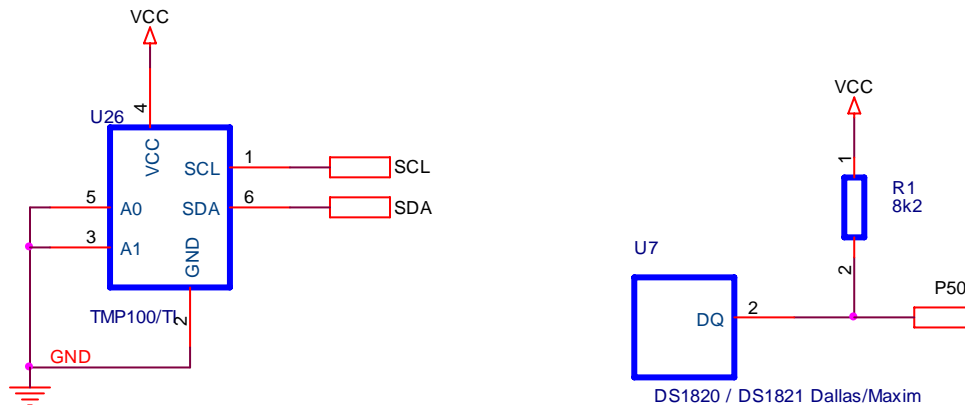 VCC
4
U26
VCC
SCL
1
SCL
5
A0
SDA
6
SDA
3
A1
GND
TMP100/TI
2
GND
VCC
1
R1
8k2
2
U7
DQ
2
P50
DS1820 / DS1821 Dallas/Maxim